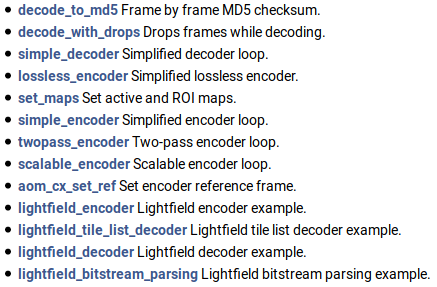 decode_to_md5 Frame by frame MD5 checksum.
decode_with_drops Drops frames while decoding.
simple_decoder Simplified decoder loop.
lossless_encoder Simplified lossless encoder.
set_maps Set active and ROI maps.
simple_encoder Simplified encoder loop.
twopass_encoder Two-pass encoder loop.
scalable_encoder Scalable encoder loop.
aom_cx_set_ref Set encoder reference frame.
lightfield_encoder Lightfield encoder example.
lightfield_tile_list_decoder Lightfield tile list decoder example.
lightfield_decoder Lightfield decoder example.
lightfield_bitstream_parsing Lightfield bitstream parsing example.